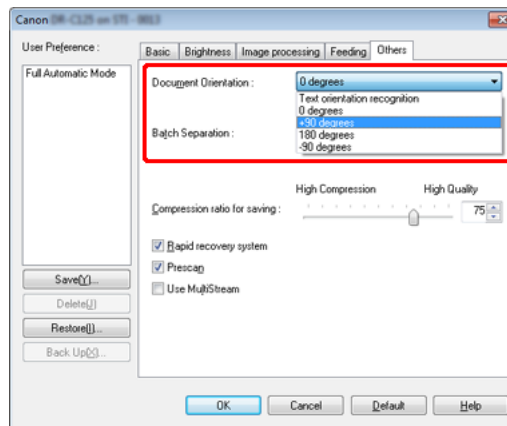 Canon
User Preference :
Full Automatic Mode
Basic Brightness Image processing Feeding Others
Document Orientation :
0 degrees
Text orientation recognition
0 degrees
+90 degrees
180 degrees
-90 degrees
Batch Separation :
High Compression High Quality
Compression ratio for saving :
75
Rapid recovery system
Prescan
Use MultiStream
Save(Y)...
Delete(J)
Restore(I)...
Back Up(X)...
OK Cancel Default Help